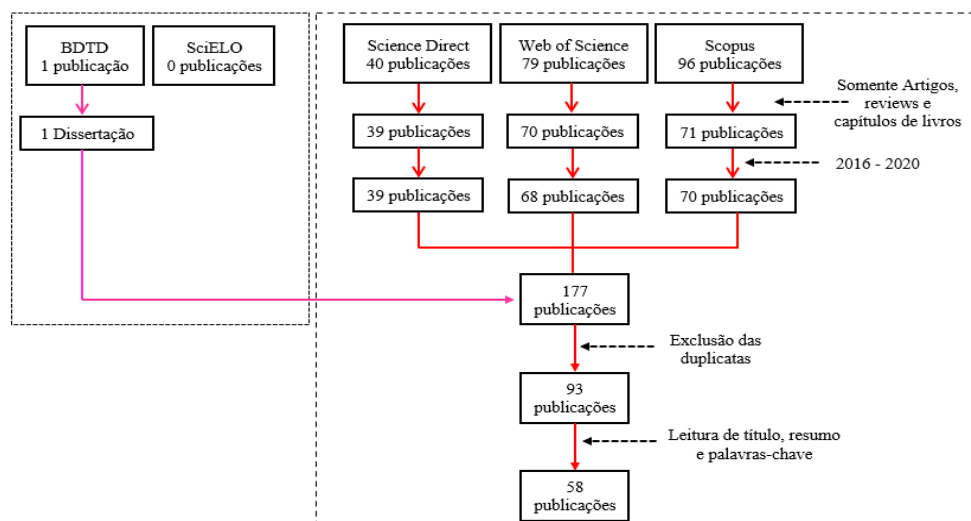 BDTD
1 publicação
SciELO
0 publicações
Science Direct
40 publicações
Web of Science
79 publicações
Scopus
96 publicações
Somente Artigos,
reviews e
capítulos de livros
1 Dissertação
39 publicações
70 publicações
71 publicações
2016 - 2020
39 publicações
68 publicações
70 publicações
177
publicações
Exclusão das
duplicatas
93
publicações
Leitura de título, resumo
e palavras-chave
58
publicações